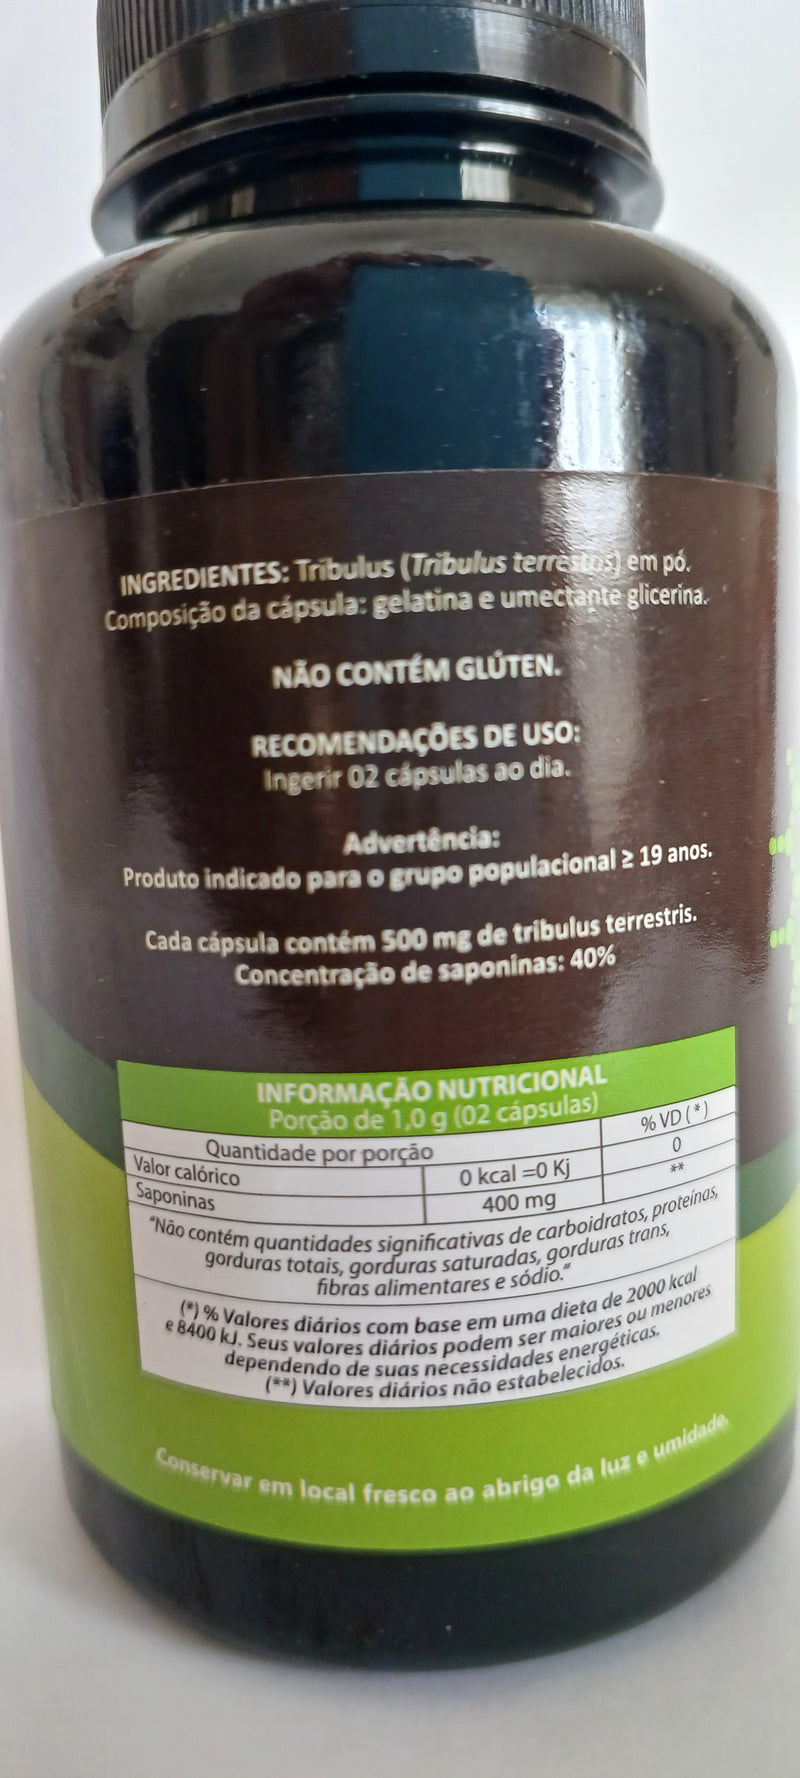 INGREDIENTES: Tribulus (Tribulus terrestris) em pó.
Composição da cápsula: gelatina e umectante glicerina.
NÃO CONTÉM GLÚTEN.
RECOMENDAÇÕES DE USO:
Ingerir 02 cápsulas ao dia.
Advertência:
Produto indicado para o grupo populacional ≥ 19 anos.
Cada cápsula contém 500 mg de tribulus terrestris.
Concentração de saponinas: 40%
INFORMAÇÃO NUTRICIONAL
Porção de 1,0 g (02 cápsulas)
Quantidade por porção % VD (*)
Valor calórico 0 kcal =0 Kj 0
Saponinas 400 mg **
"Não contém quantidades significativas de carboidratos, proteínas,
gorduras totais, gorduras saturadas, gorduras trans,
fibras alimentares e sódio."
(*) % Valores diários com base em uma dieta de 2000 kcal
e 8400 kJ. Seus valores diários podem ser maiores ou menores
dependendo de suas necessidades energéticas.
(**) Valores diários não estabelecidos.
Conservar em local fresco ao abrigo da luz e umidade.